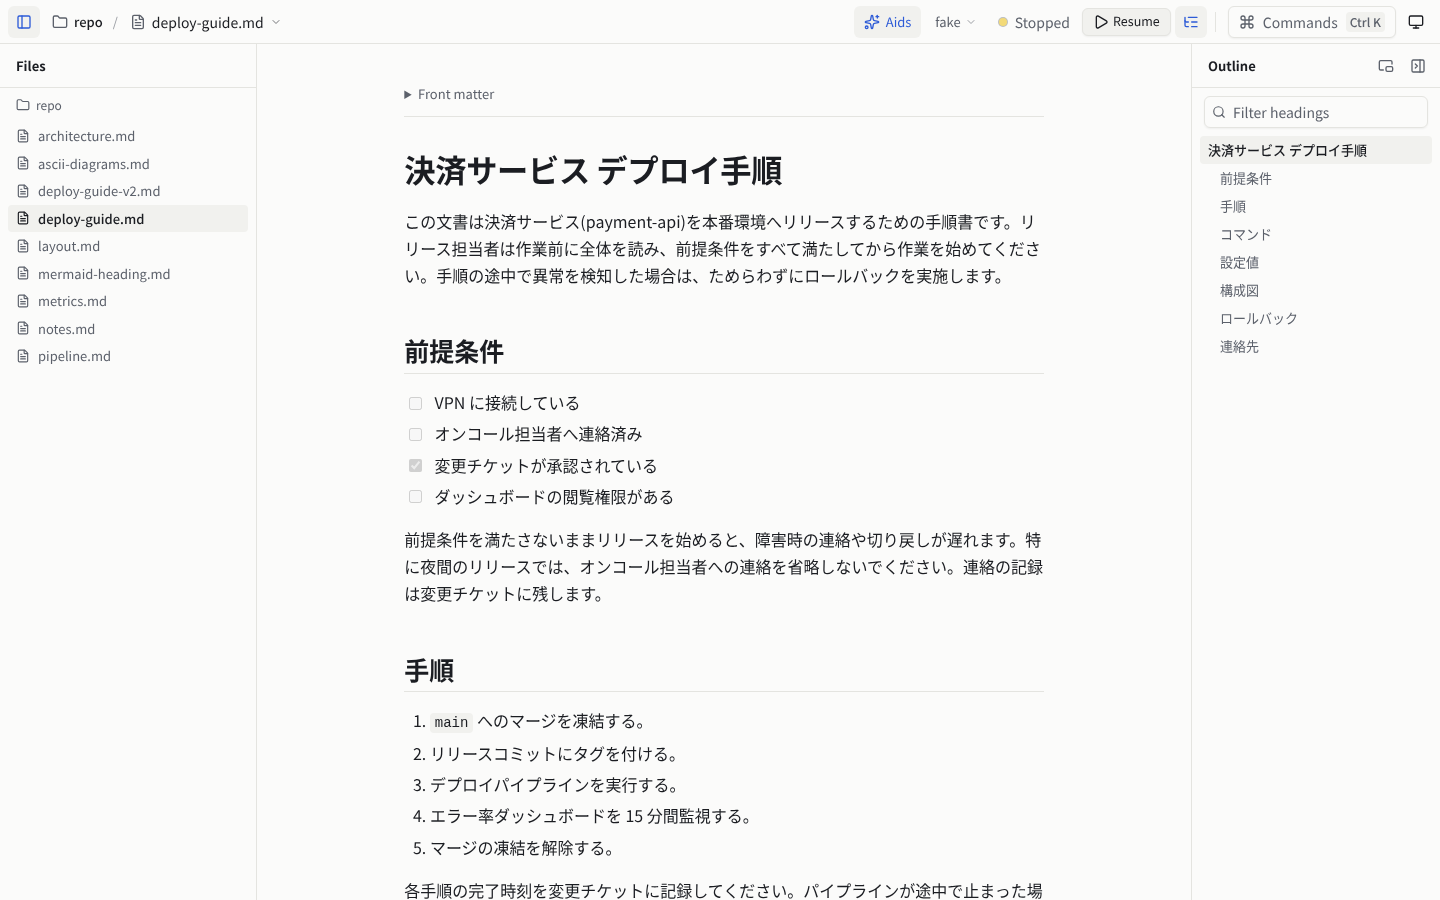 repo / deploy-guide.md
Aids
fake
Stopped
Resume
Commands
Ctrl K
Files
repo
architecture.md
ascii-diagrams.md
deploy-guide-v2.md
deploy-guide.md
layout.md
mermaid-heading.md
metrics.md
notes.md
pipeline.md
Front matter
決済サービス デプロイ手順
この文書は決済サービス(payment-api)を本番環境へリリースするための手順書です。リ
リース担当者は作業前に全体を読み、前提条件をすべて満たしてから作業を始めてくださ
い。手順の途中で異常を検知した場合は、ためらわずにロールバックを実施します。
前提条件
VPN に接続している
オンコール担当者へ連絡済み
変更チケットが承認されている
ダッシュボードの閲覧権限がある
前提条件を満たさないままリリースを始めると、障害時の連絡や切り戻しが遅れます。特
に夜間のリリースでは、オンコール担当者への連絡を省略しないでください。連絡の記録
は変更チケットに残します。
手順
1. main へのマージを凍結する。
2. リリースコミットにタグを付ける。
3. デプロイパイプラインを実行する。
4. エラー率ダッシュボードを 15 分間監視する。
5. マージの凍結を解除する。
各手順の完了時刻を変更チケットに記録してください。パイプラインが途中で止まった場
Outline
Filter headings
決済サービス デプロイ手順
前提条件
手順
コマンド
設定値
構成図
ロールバック
連絡先